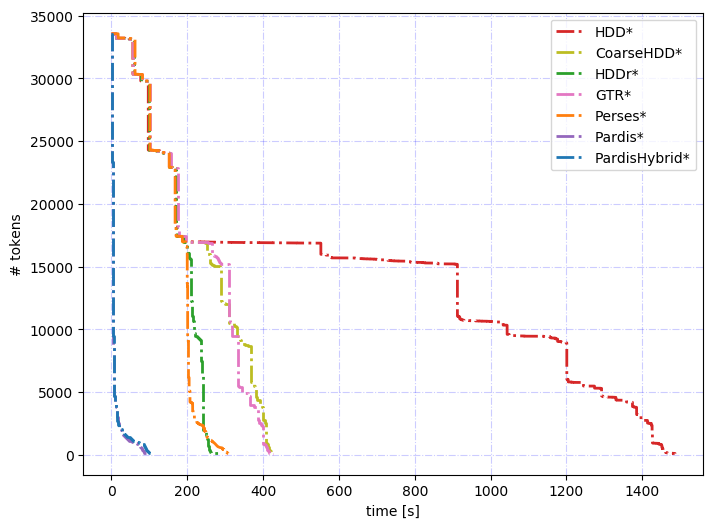 35000
30000
25000
20000
15000
10000
5000
0
# tokens
HDD*
CoarseHDD*
HDDr*
GTR*
Perses*
Pardis*
PardisHybrid*
0 200 400 600 800 1000 1200 1400
time [s]